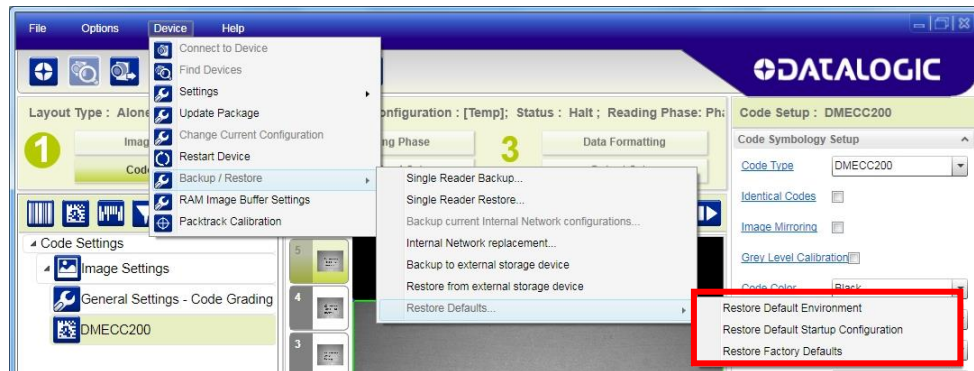 File Options Device Help
Connect to Device
Find Devices
DATALOGIC
Settings
Layout Type : Alone
Update Package
onfiguration : [Temp]; Status : Halt ; Reading Phase: Pha
Code Setup : DMECC200
Change Current Configuration
1
Imag
ng Phase
3
Data Formatting
Code Symbology Setup
Restart Device
Cod
Code Type DMECC200
Backup / Restore
Single Reader Backup...
RAM Image Buffer Settings
Single Reader Restore...
Identical Codes
Packtrack Calibration
Backup current Internal Network configurations...
Image Mirroring
Code Settings
Internal Network replacement...
5
Image Settings
Backup to external storage device
Grey Level Calibration
General Settings - Code Grading
4
Restore from external storage device
Code Color Black
DMECC200
Restore Defaults...
Restore Default Environment
Restore Default Startup Configuration
3
Restore Factory Defaults